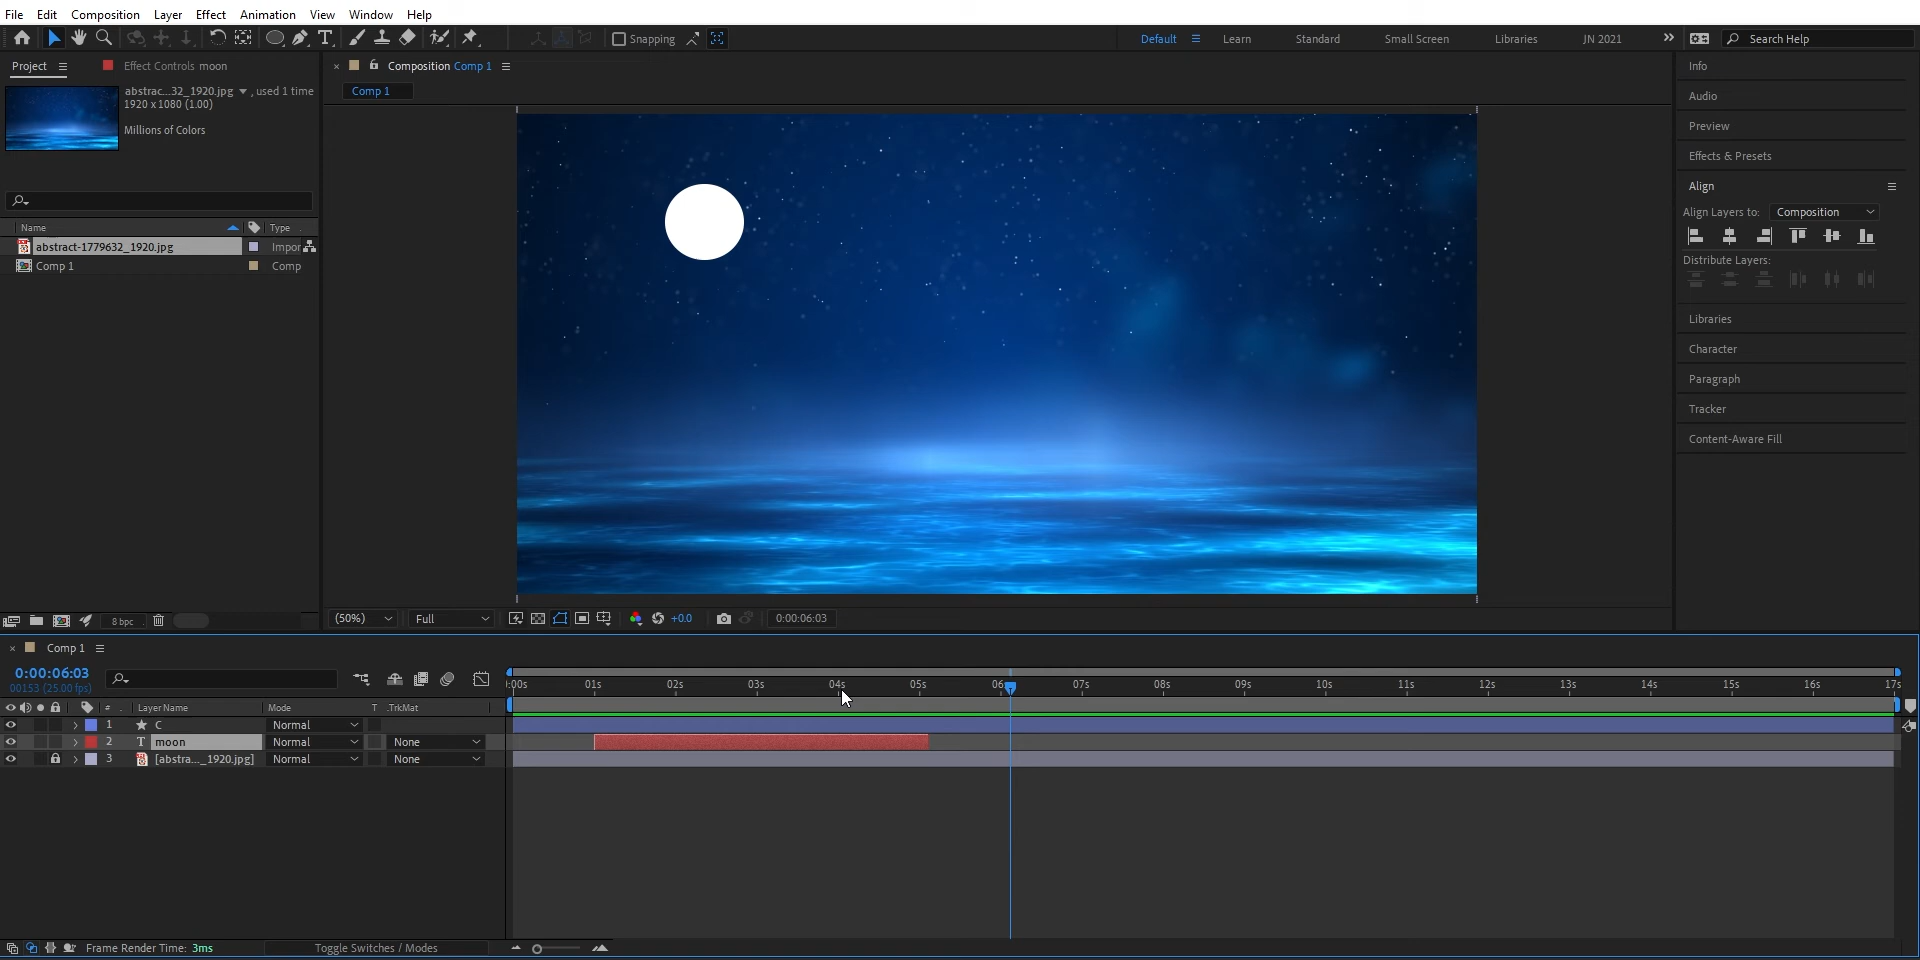 File Edit Composition Layer Effect Animation View Window Help
Snapping
Default Learn Standard Small Screen Libraries JN 2021 Search Help
Project Effect Controls moon
abstrac...32_1920.jpg , used 1 time
1920 x 1080 (1.00)
Millions of Colors
Name Type
abstract-1779632_1920.jpg Impor
Comp 1 Comp
8 bpc
Composition Comp 1
Comp 1
(50%) Full +0.0 0:00:06:03
Info
Audio
Preview
Effects & Presets
Align
Align Layers to: Composition
Distribute Layers:
Libraries
Character
Paragraph
Tracker
Content-Aware Fill
Comp 1
0:00:06:03
00153 (25.00 fps)
:00s 01s 02s 03s 04s 05s 06s 07s 08s 09s 10s 11s 12s 13s 14s 15s 16s 17s
# Layer Name Mode T .TrkMat
1 C Normal
2 T moon Normal None
3 [abstra..._1920.jpg] Normal None
Frame Render Time: 3ms Toggle Switches / Modes